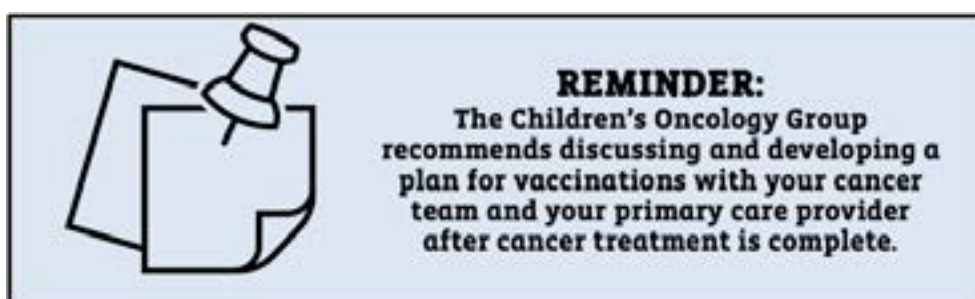 REMINDER:
The Children's Oncology Group
recommends discussing and developing a
plan for vaccinations with your cancer
team and your primary care provider
after cancer treatment is complete.